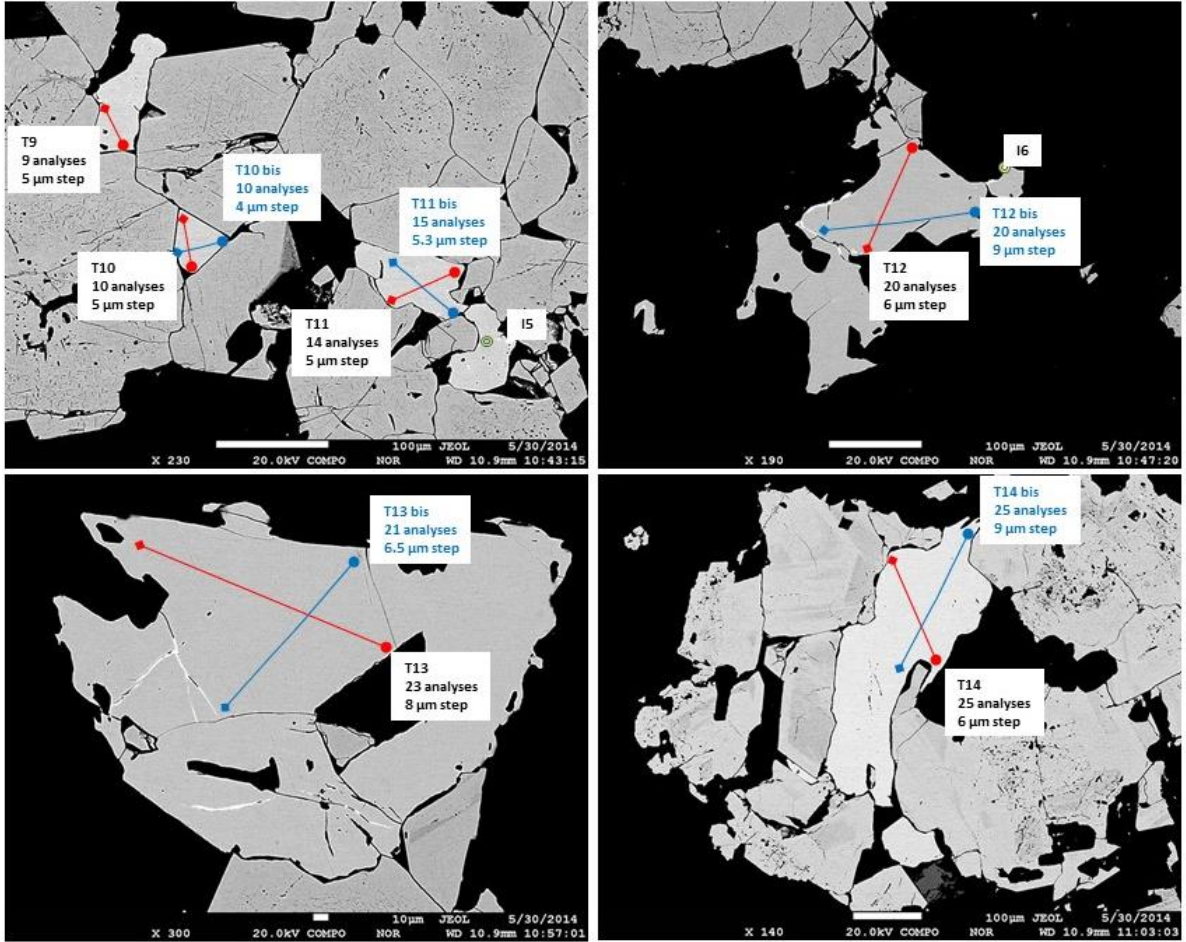 T9
9 analyses
5 µm step
T10 bis
10 analyses
4 µm step
T10
10 analyses
5 µm step
T11 bis
15 analyses
5.3 µm step
T11
14 analyses
5 µm step
I5
100µm JEOL 5/30/2014
X 230 20.0kV COMPO NOR WD 10.9mm 10:43:15
I6
T12 bis
20 analyses
9 µm step
T12
20 analyses
6 µm step
100µm JEOL 5/30/2014
X 190 20.0kV COMPO NOR WD 10.9mm 10:47:20
T13 bis
21 analyses
6.5 µm step
T13
23 analyses
8 µm step
10µm JEOL 5/30/2014
X 300 20.0kV COMPO NOR WD 10.9mm 10:57:01
T14 bis
25 analyses
9 µm step
T14
25 analyses
6 µm step
100µm JEOL 5/30/2014
X 140 20.0kV COMPO NOR WD 10.9mm 11:03:03